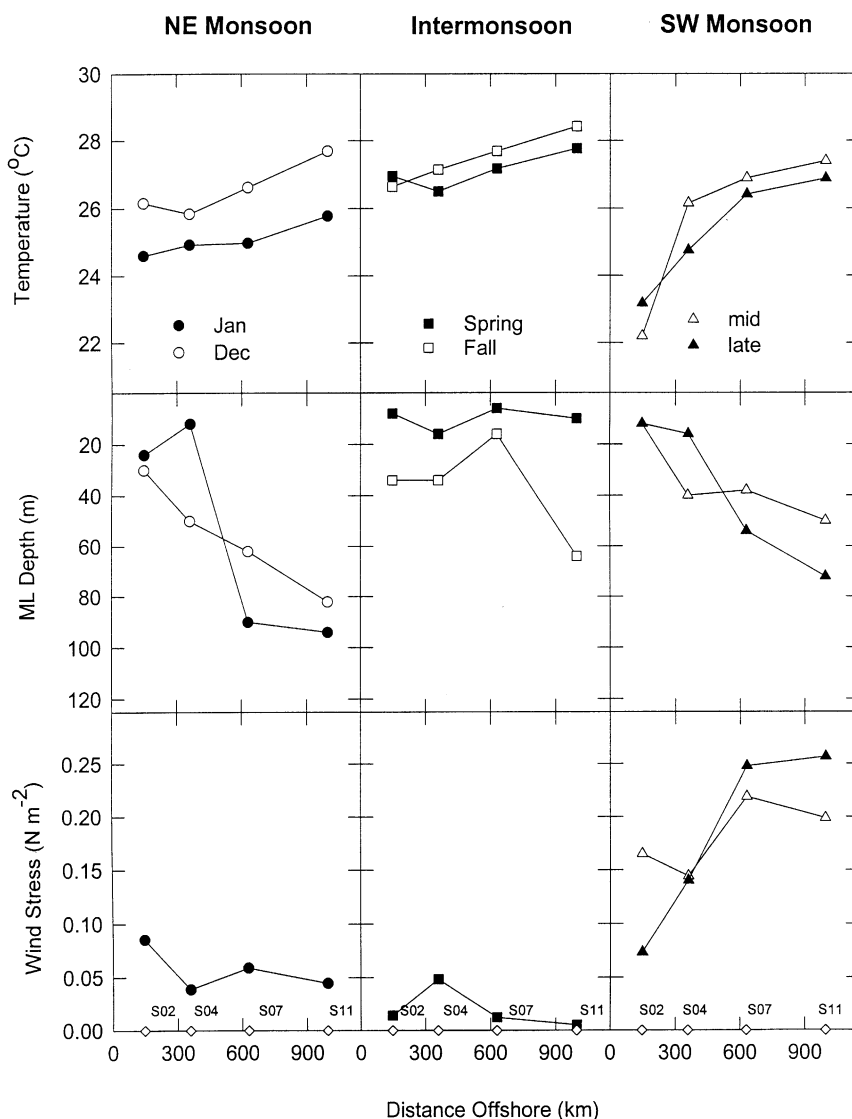 NE Monsoon Intermonsoon SW Monsoon
30
28
26
24
22
Temperature (°C)
Jan
Dec
Spring
Fall
mid
late
20
40
60
80
100
120
ML Depth (m)
0.25
0.20
0.15
0.10
0.05
0.00
Wind Stress (N m-2)
S02 S04 S07 S11 S02 S04 S07 S11 S02 S04 S07 S11
0 300 600 900 0 300 600 900 0 300 600 900
Distance Offshore (km)